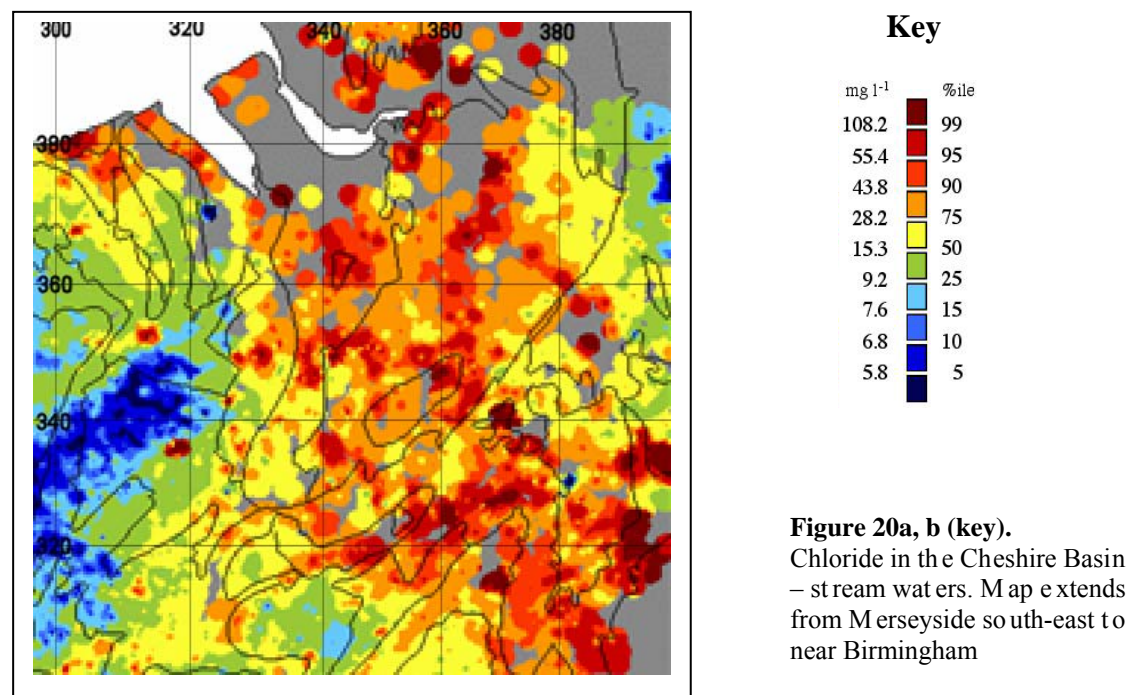 300 320 340 360 380
380
360
340
320
Key
mg l⁻¹ %ile
108.2 99
55.4 95
43.8 90
28.2 75
15.3 50
9.2 25
7.6 15
6.8 10
5.8 5
Figure 20a, b (key).
Chloride in the Cheshire Basin
– stream waters. Map extends
from Merseyside south-east to
near Birmingham